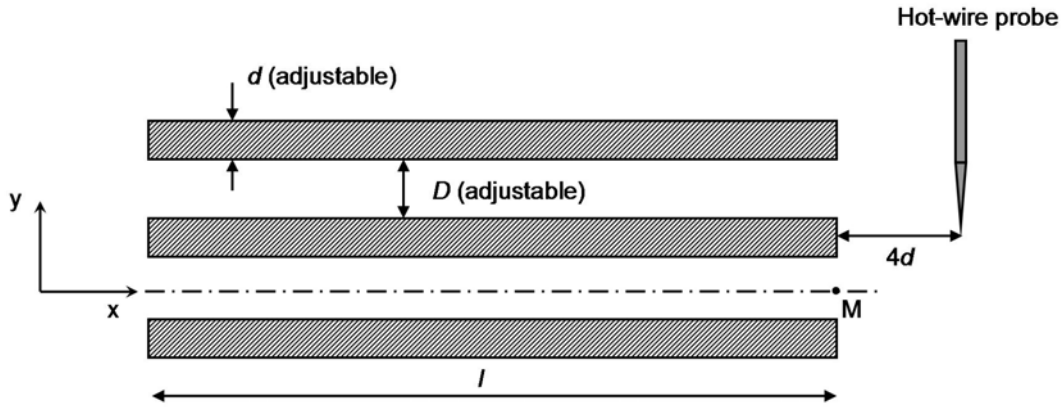 Hot-wire probe
d (adjustable)
D (adjustable)
y
4d
x
M
l